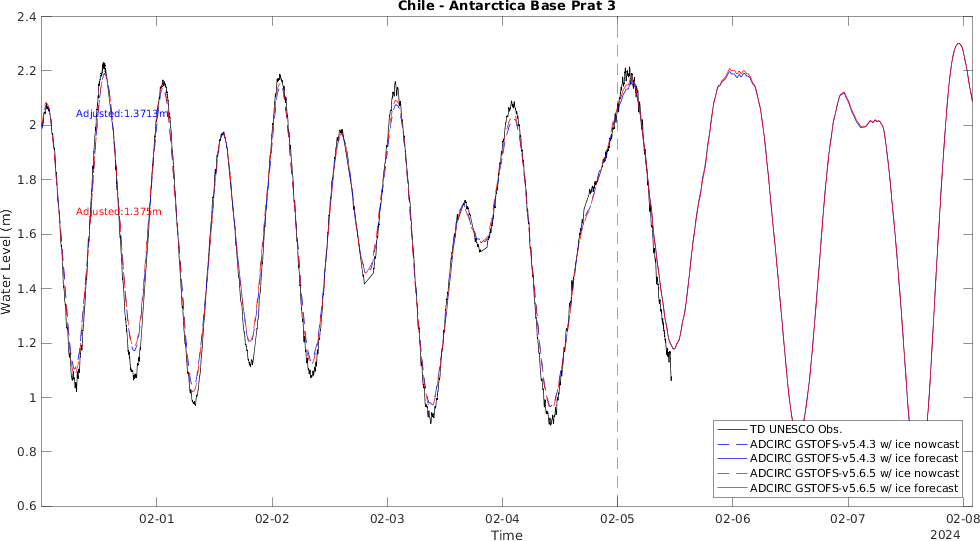 Chile - Antarctica Base Prat 3
2.4
2.2
2
1.8
1.6
1.4
1.2
1
0.8
0.6
Water Level (m)
Adjusted:1.3713m
Adjusted:1.375m
TD UNESCO Obs.
ADCIRC GSTOFS-v5.4.3 w/ ice nowcast
ADCIRC GSTOFS-v5.4.3 w/ ice forecast
ADCIRC GSTOFS-v5.6.5 w/ ice nowcast
ADCIRC GSTOFS-v5.6.5 w/ ice forecast
02-01 02-02 02-03 02-04 02-05 02-06 02-07 02-08
Time
2024